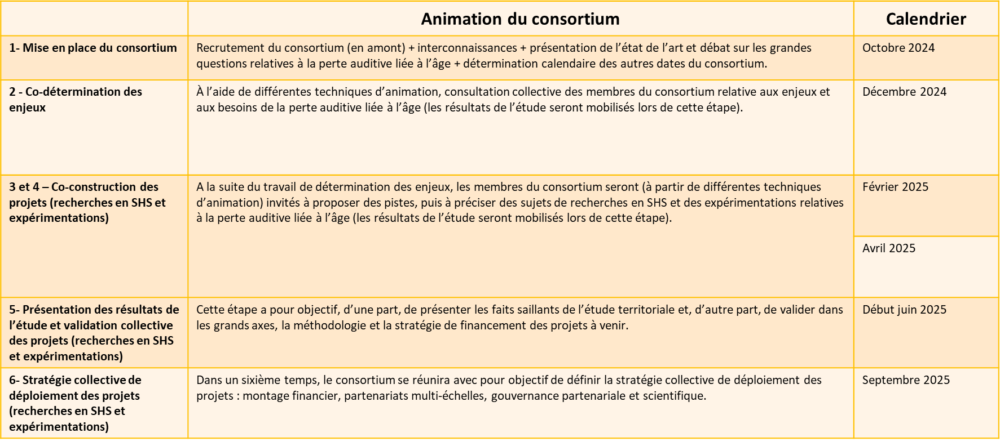 Animation du consortium
Calendrier
1- Mise en place du consortium
Recrutement du consortium (en amont) + interconnaissances + présentation de l’état de l’art et débat sur les grandes
questions relatives à la perte auditive liée à l’âge + détermination calendaire des autres dates du consortium.
Octobre 2024
2 - Co-détermination des
enjeux
À l’aide de différentes techniques d’animation, consultation collective des membres du consortium relative aux enjeux et
aux besoins de la perte auditive liée à l’âge (les résultats de l’étude seront mobilisés lors de cette étape).
Décembre 2024
3 et 4 – Co-construction des
projets (recherches en SHS et
expérimentations)
A la suite du travail de détermination des enjeux, les membres du consortium seront (à partir de différentes techniques
d’animation) invités à proposer des pistes, puis à préciser des sujets de recherches en SHS et des expérimentations relatives
à la perte auditive liée à l’âge (les résultats de l’étude seront mobilisés lors de cette étape).
Février 2025
Avril 2025
5- Présentation des résultats de
l’étude et validation collective
des projets (recherches en SHS
et expérimentations)
Cette étape a pour objectif, d’une part, de présenter les faits saillants de l’étude territoriale et, d’autre part, de valider dans
les grands axes, la méthodologie et la stratégie de financement des projets à venir.
Début juin 2025
6- Stratégie collective de
déploiement des projets
(recherches en SHS et
expérimentations)
Dans un sixième temps, le consortium se réunira avec pour objectif de définir la stratégie collective de déploiement des
projets : montage financier, partenariats multi-échelles, gouvernance partenariale et scientifique.
Septembre 2025